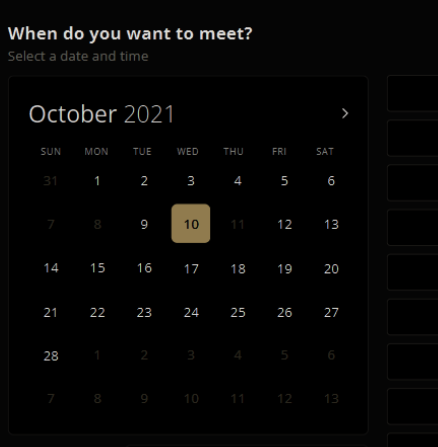 When do you want to meet?
Select a date and time
October 2021 >
SUN MON TUE WED THU FRI SAT
31 1 2 3 4 5 6
7 8 9 10 11 12 13
14 15 16 17 18 19 20
21 22 23 24 25 26 27
28 1 2 3 4 5 6
7 8 9 10 11 12 13